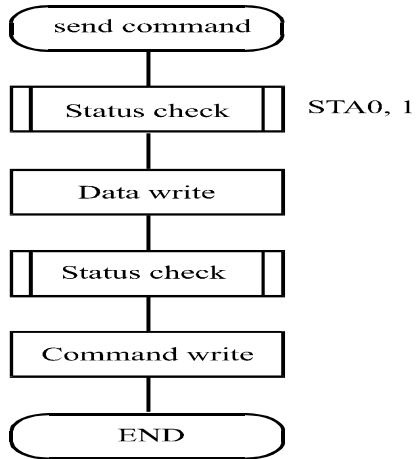 send command
Status check STA0, 1
Data write
Status check
Command write
END